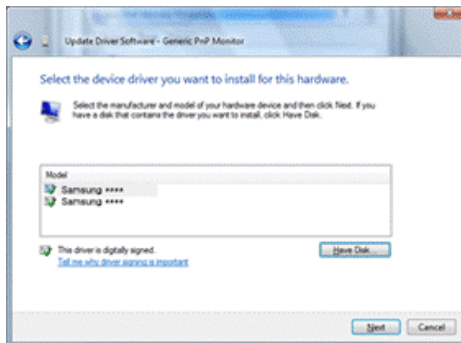 Update Driver Software - Generic PnP Monitor
Select the device driver you want to install for this hardware.
Select the manufacturer and model of your hardware device and then click Next. If you
have a disk that contains the driver you want to install, click Have Disk.
Model
Samsung ****
Samsung ****
This driver is digitally signed.
Have Disk...
Tell me why driver signing is important
Next
Cancel